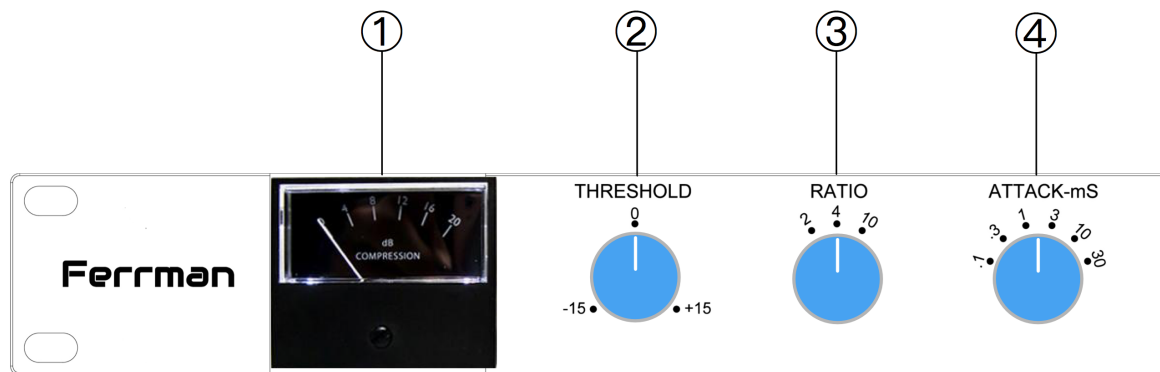 ① ② ③ ④
THRESHOLD RATIO ATTACK-mS
0 4 8 12 16 20
dB
COMPRESSION
Ferrman
0
-15 +15
2 4 10
.1 .3 1 3 10 30